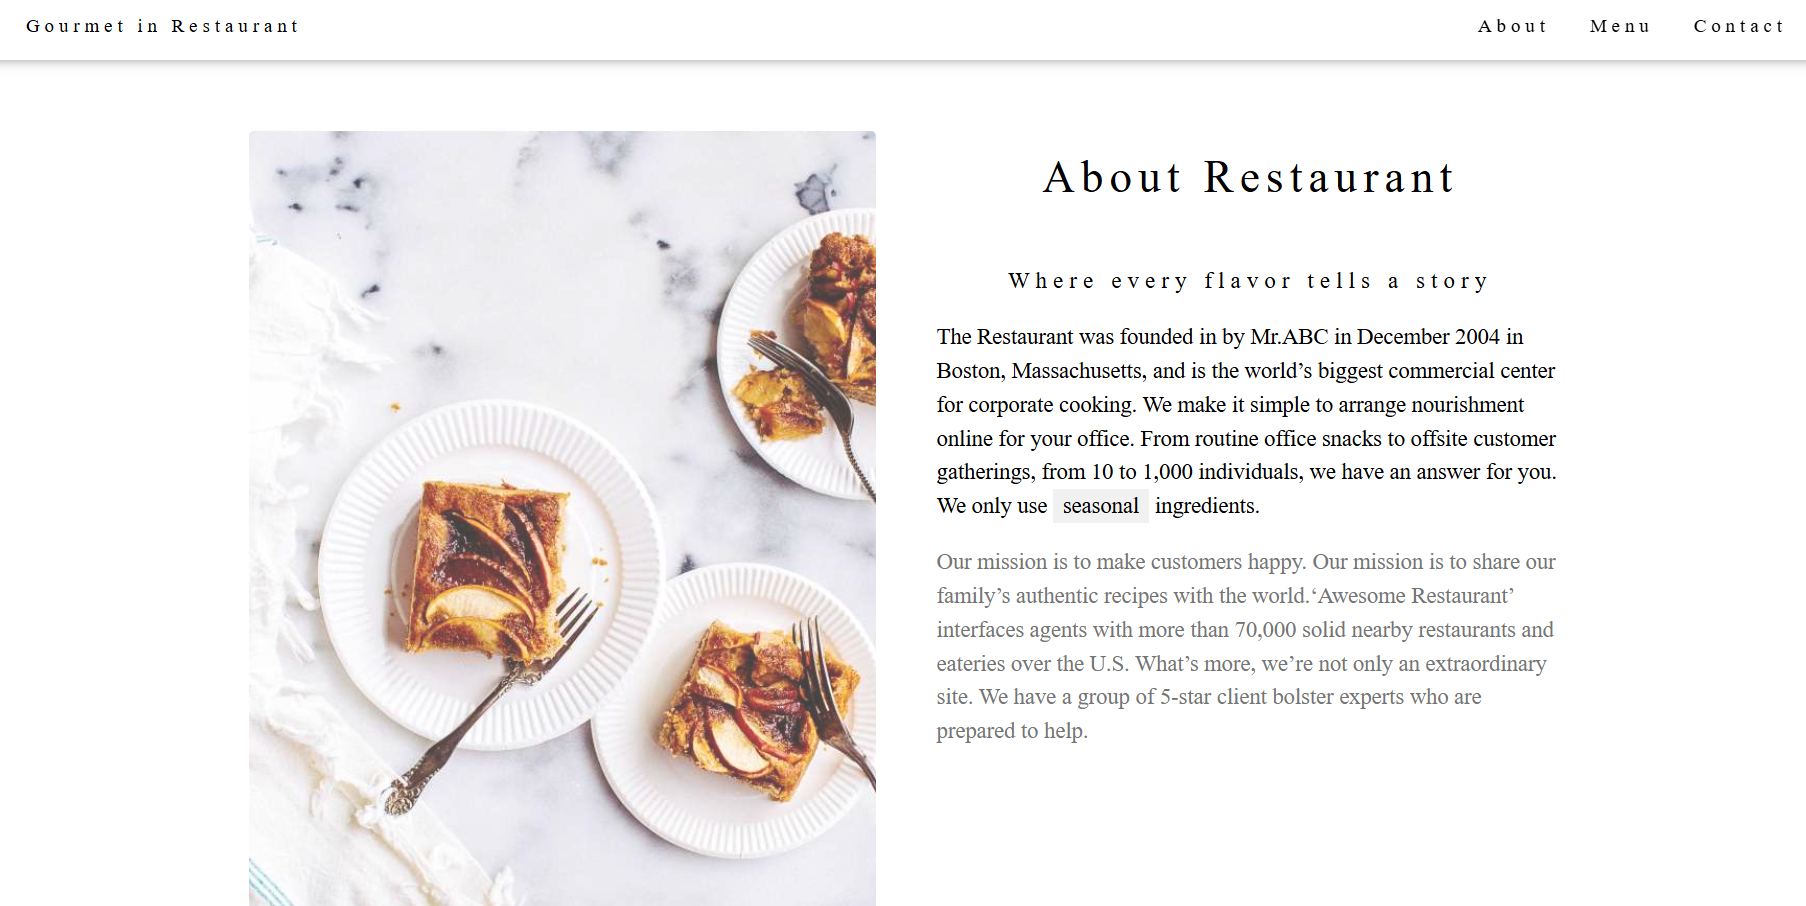 Gourmet in Restaurant
About Menu Contact
About Restaurant
Where every flavor tells a story
The Restaurant was founded in by Mr.ABC in December 2004 in
Boston, Massachusetts, and is the world’s biggest commercial center
for corporate cooking. We make it simple to arrange nourishment
online for your office. From routine office snacks to offsite customer
gatherings, from 10 to 1,000 individuals, we have an answer for you.
We only use seasonal ingredients.
Our mission is to make customers happy. Our mission is to share our
family’s authentic recipes with the world.‘Awesome Restaurant’
interfaces agents with more than 70,000 solid nearby restaurants and
eateries over the U.S. What’s more, we’re not only an extraordinary
site. We have a group of 5-star client bolster experts who are
prepared to help.